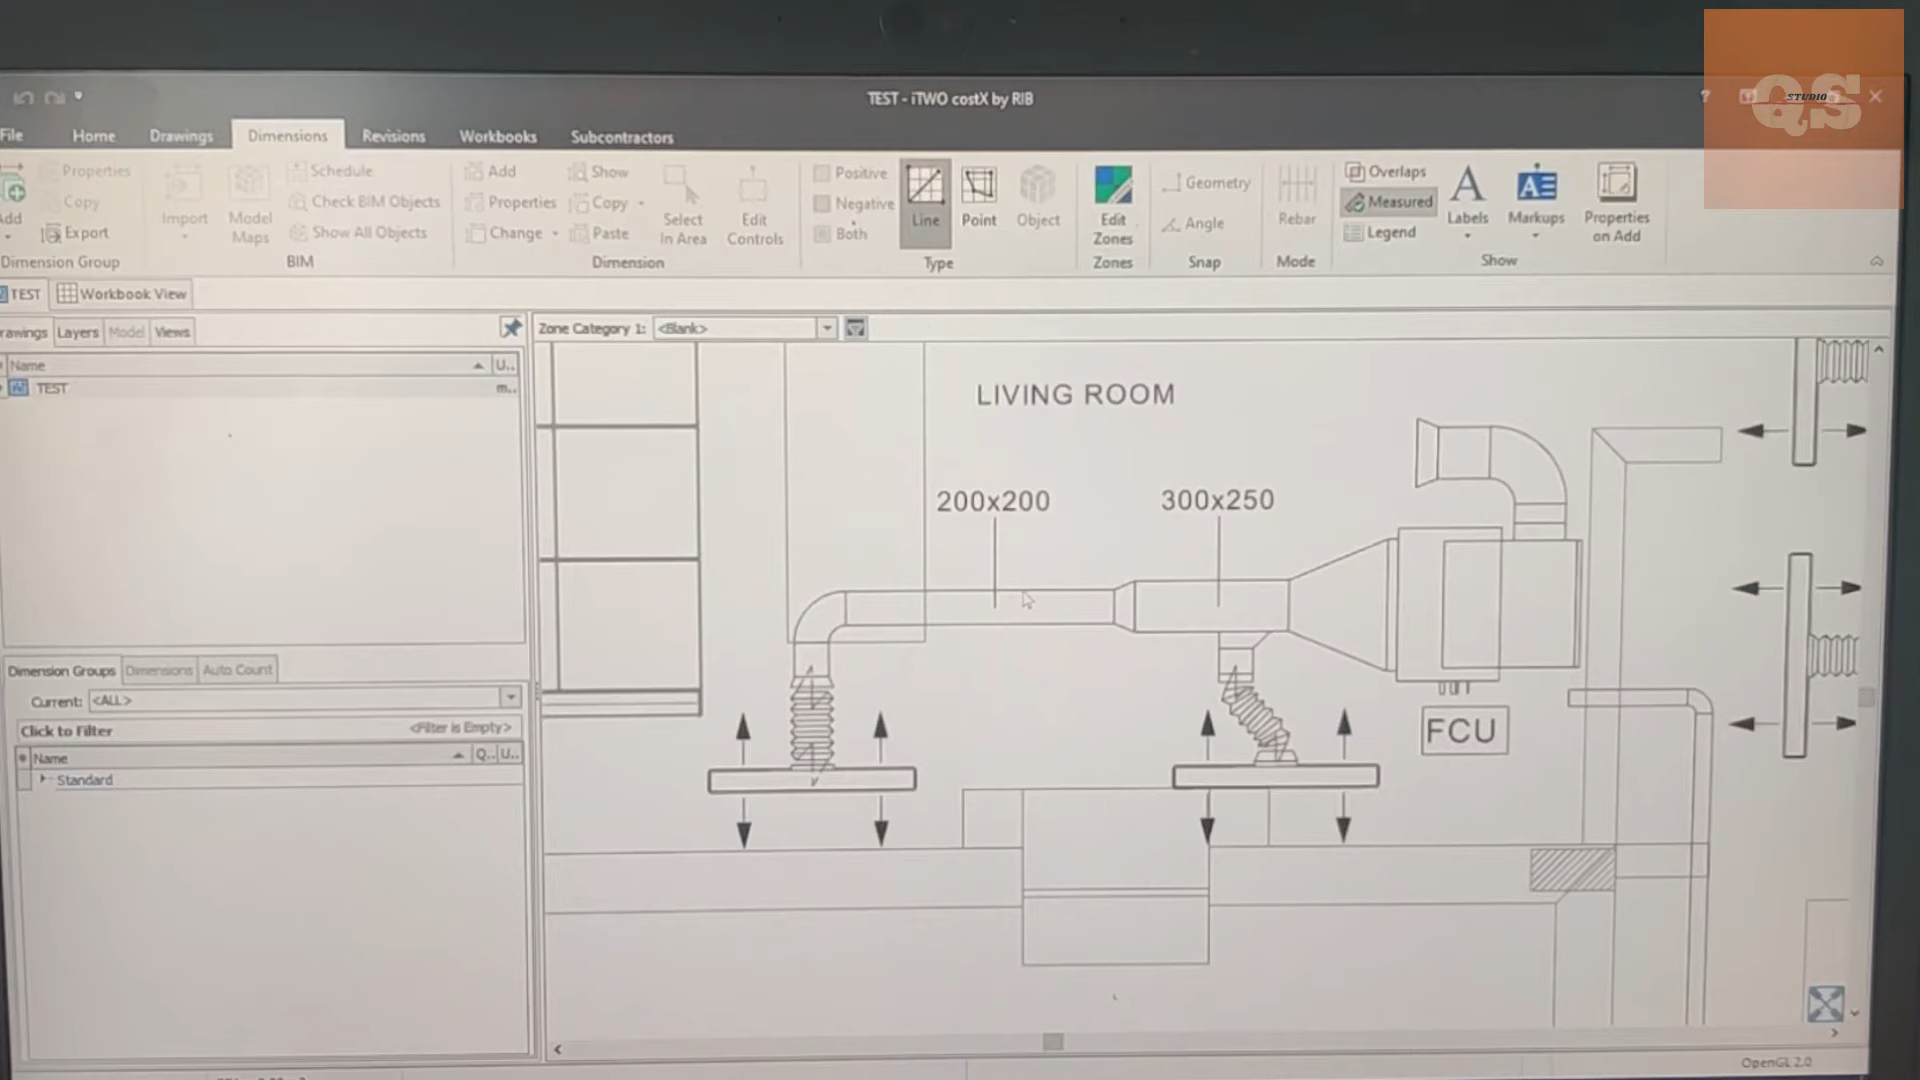 TEST - iTWO costX by RIB
?
QS
STUDIO
File Home Drawings Dimensions Revisions Workbooks Subcontractors
Properties
Copy
Export
Dimension Group
Import
Model
Maps
Schedule
Check BIM Objects
Show All Objects
BIM
Add
Properties
Change
Show
Copy
Paste
Select
In Area
Edit
Controls
Dimension
Positive
Negative
Both
Line
Point
Object
Type
Edit
Zones
Zones
Geometry
Angle
Snap
Rebar
Mode
Overlaps
Measured
Legend
Labels
Markups
Properties
on Add
Show
TEST Workbook View
rawings Layers Model Views
Zone Category 1: <Blank>
Name U..
TEST m..
LIVING ROOM
200x200 300x250
FCU
Dimension Groups Dimensions Auto Count
Current: <ALL>
Click to Filter <Filter is Empty>
Name Q.. U..
Standard
OpenGL 2.0